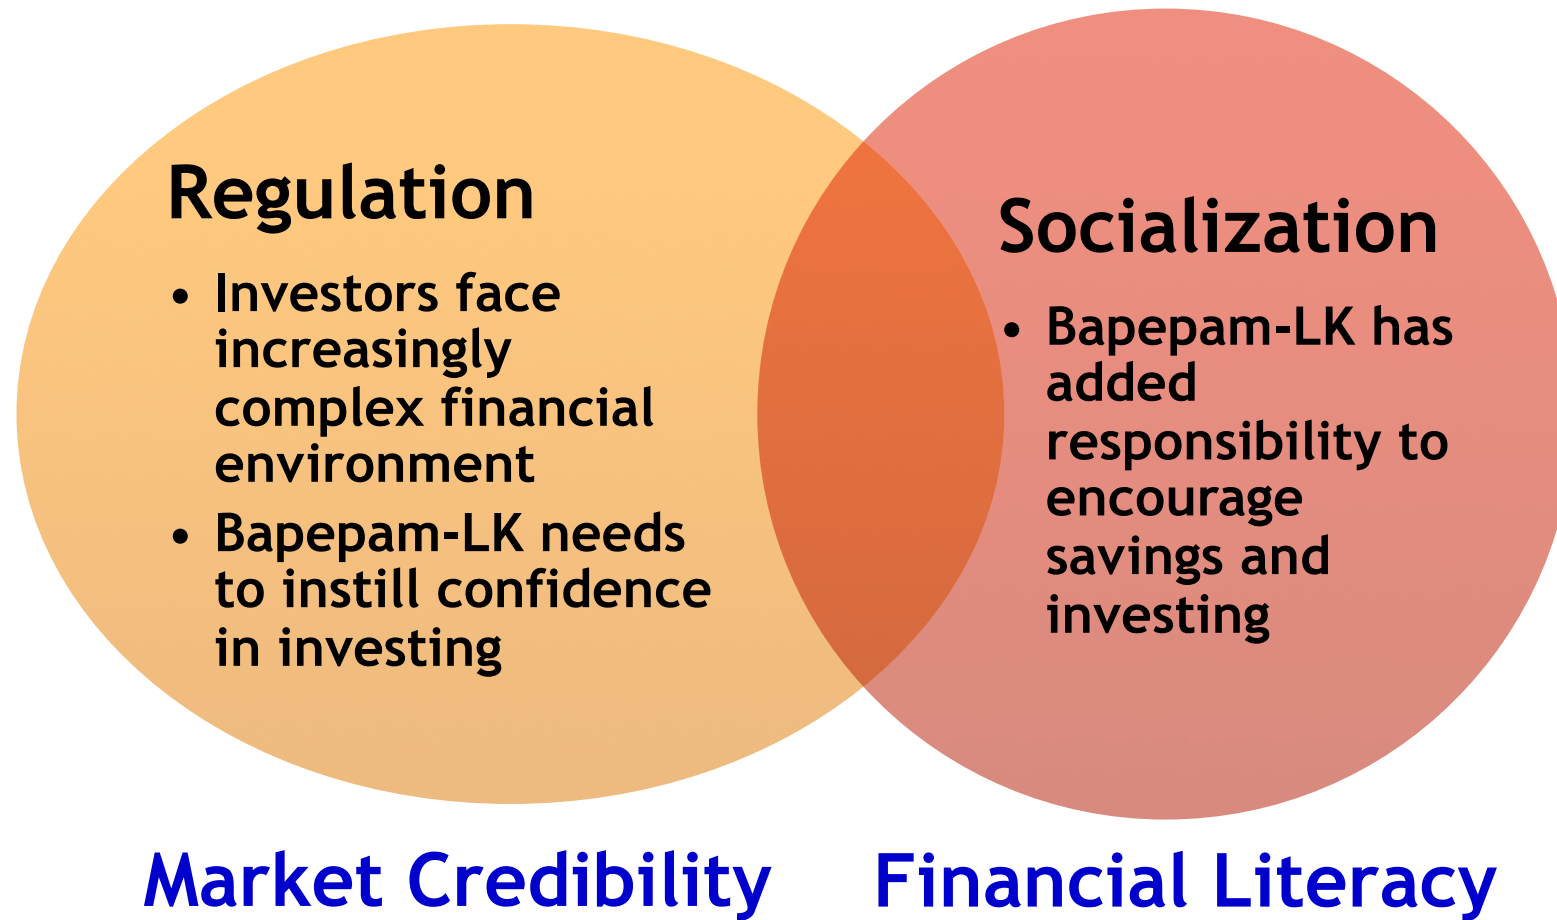 Regulation
• Investors face
increasingly
complex financial
environment
• Bapepam-LK needs
to instill confidence
in investing
Socialization
• Bapepam-LK has
added
responsibility to
encourage
savings and
investing
Market Credibility
Financial Literacy